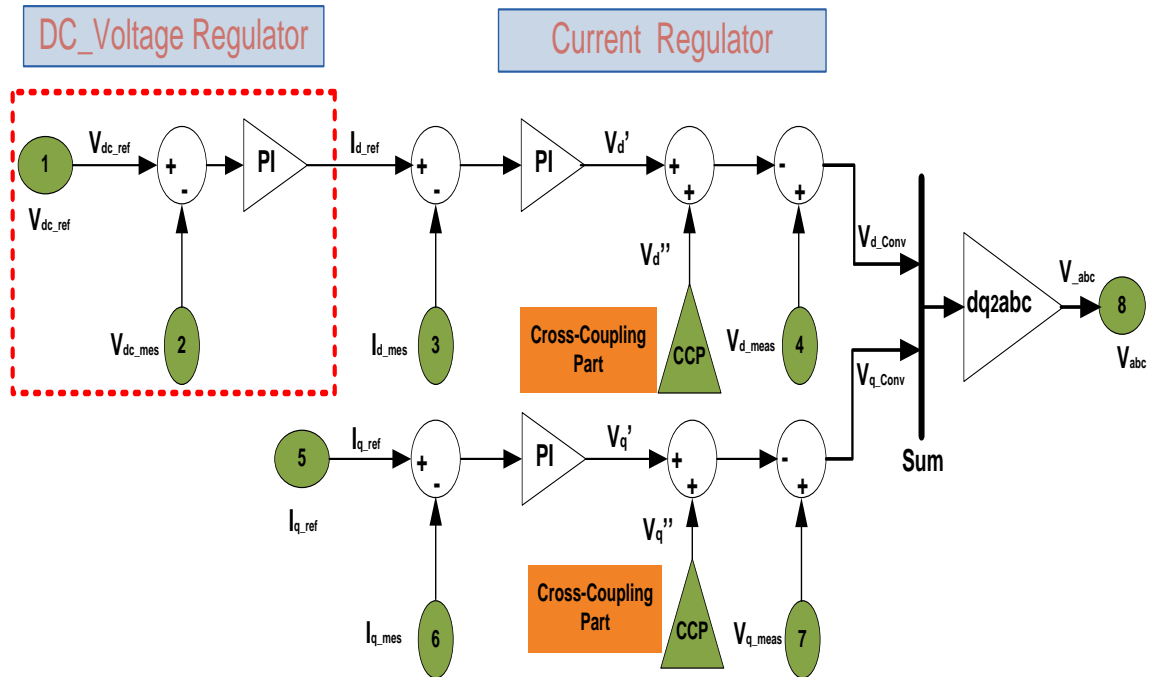 DC_Voltage Regulator
Current Regulator
1
Vdc_ref
Vdc_ref
+
-
PI
Vdc_mes
2
Id_ref
+
-
Id_mes
3
PI
Vd’
+
+
Vd’’
Cross-Coupling
Part
CCP
-
+
Vd_meas
4
Vd_Conv
Vq_Conv
Sum
dq2abc
V_abc
8
Vabc
5
Iq_ref
Iq_ref
+
-
Iq_mes
6
PI
Vq’
+
+
Vq’’
Cross-Coupling
Part
CCP
-
+
Vq_meas
7